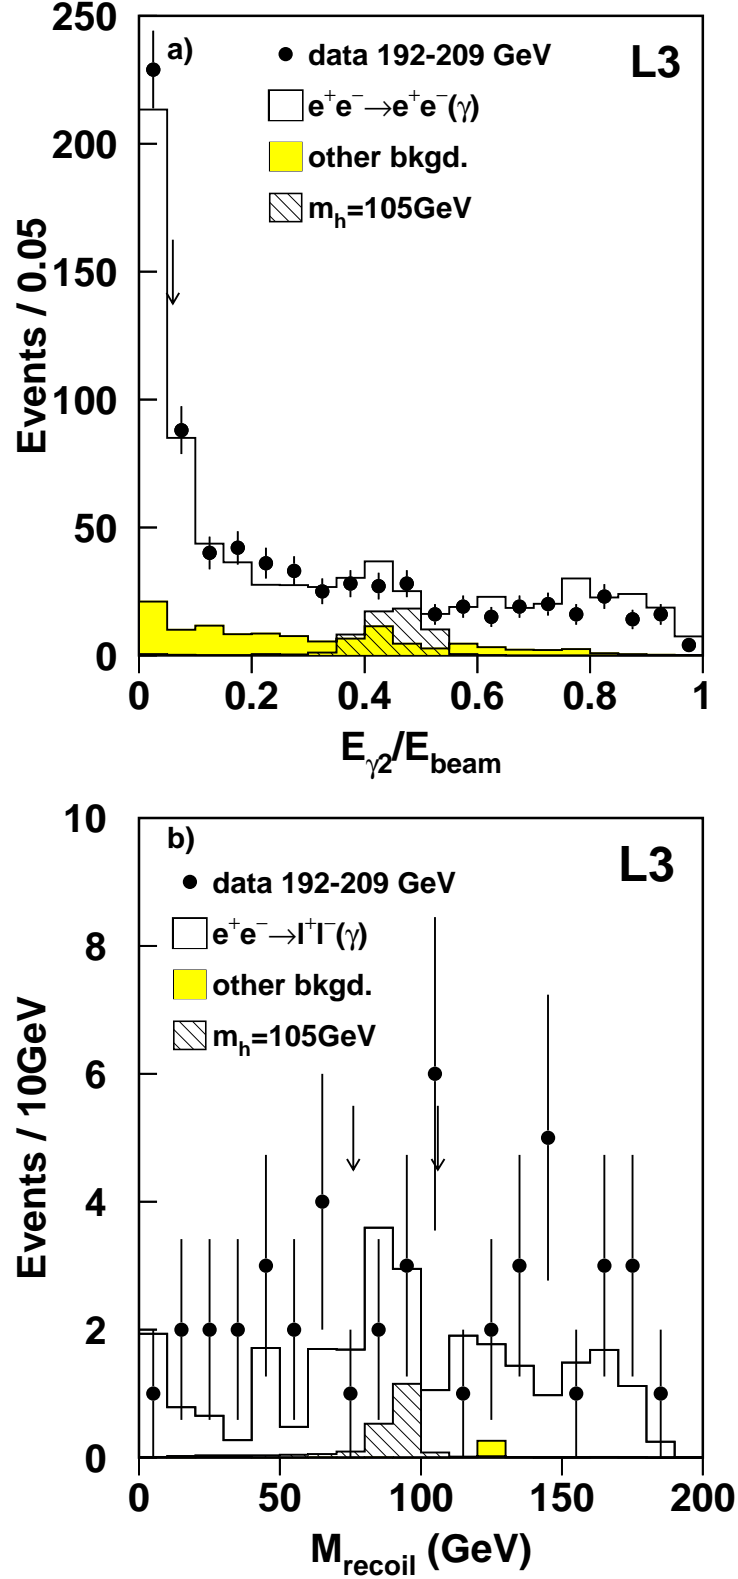 250
a)
data 192-209 GeV
L3
e⁺e⁻→e⁺e⁻(γ)
200
other bkgd.
m_h=105GeV
150
Events / 0.05
100
50
0
0 0.2 0.4 0.6 0.8 1
E_γ2/E_beam
10
b)
L3
data 192-209 GeV
8
e⁺e⁻→l⁺l⁻(γ)
other bkgd.
m_h=105GeV
Events / 10GeV
6
4
2
0
0 50 100 150 200
M_recoil (GeV)